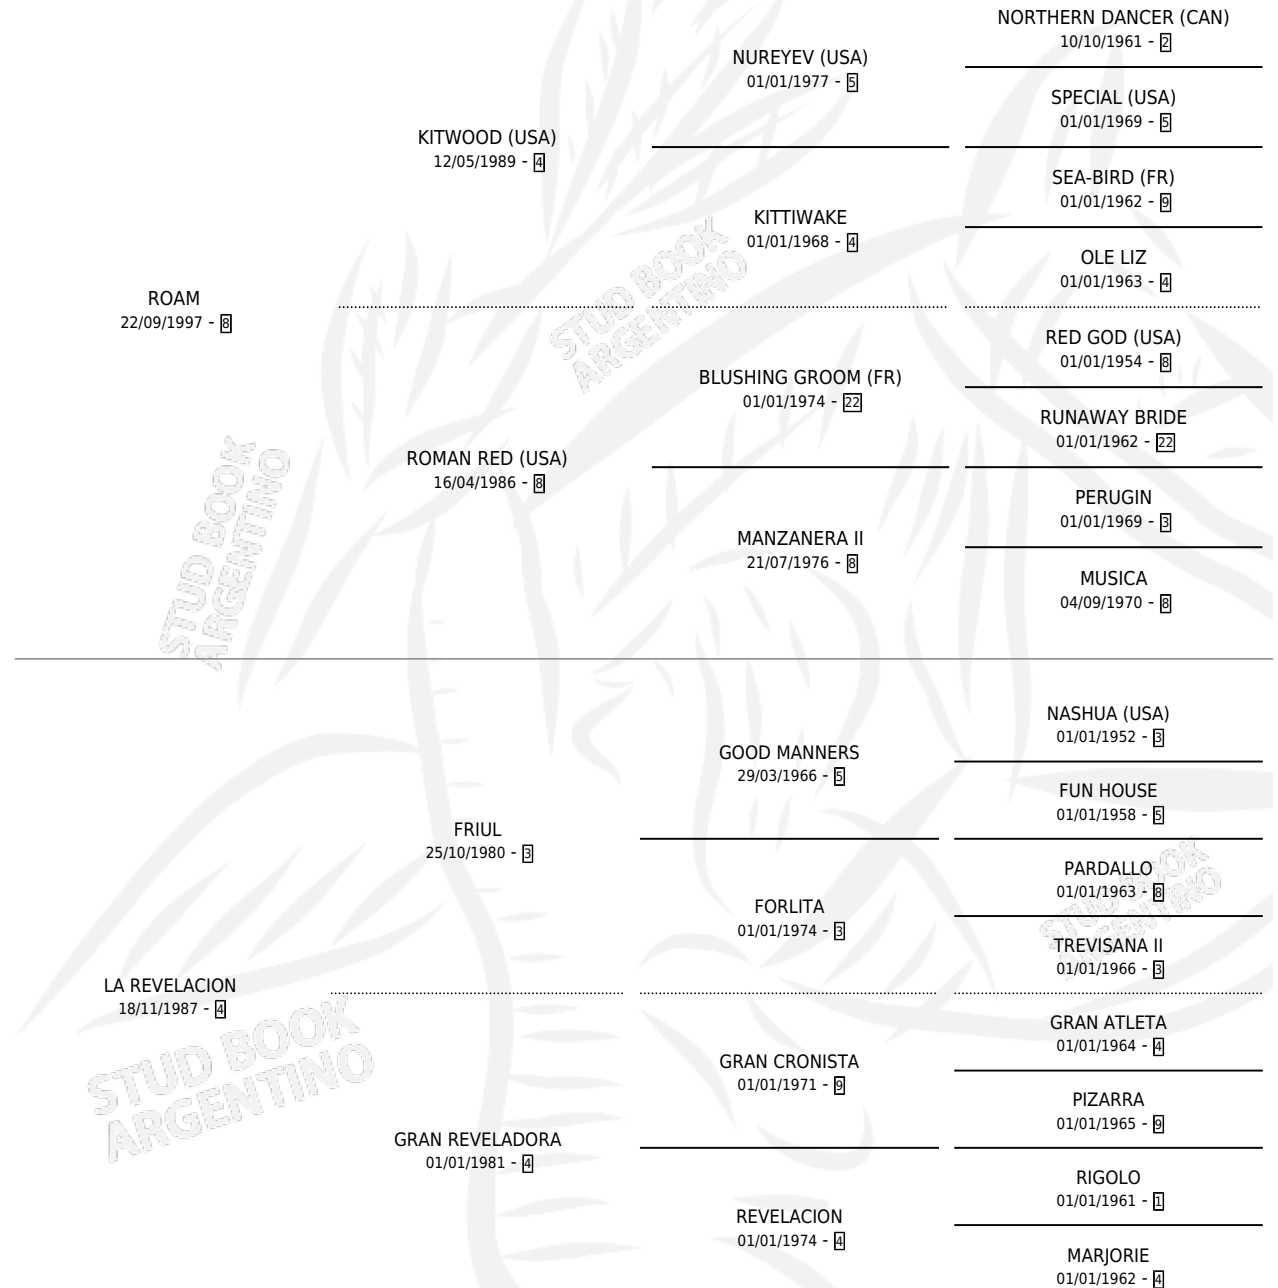 NORTHERN DANCER (CAN)
10/10/1961 - 2
NUREYEV (USA)
01/01/1977 - 5
SPECIAL (USA)
01/01/1969 - 5
KITWOOD (USA)
12/05/1989 - 4
SEA-BIRD (FR)
01/01/1962 - 9
KITTIWAKE
01/01/1968 - 4
OLE LIZ
01/01/1963 - 4
ROAM
22/09/1997 - 8
RED GOD (USA)
01/01/1954 - 8
BLUSHING GROOM (FR)
01/01/1974 - 22
RUNAWAY BRIDE
01/01/1962 - 22
ROMAN RED (USA)
16/04/1986 - 8
PERUGIN
01/01/1969 - 3
MANZANERA II
21/07/1976 - 8
MUSICA
04/09/1970 - 8
STUD BOOK
ARGENTINO
STUD BOOK
ARGENTINO
NASHUA (USA)
01/01/1952 - 3
GOOD MANNERS
29/03/1966 - 5
FUN HOUSE
01/01/1958 - 5
FRIUL
25/10/1980 - 3
PARDALLO
01/01/1963 - 8
FORLITA
01/01/1974 - 3
TREVISANA II
01/01/1966 - 3
LA REVELACION
18/11/1987 - 4
GRAN ATLETA
01/01/1964 - 4
GRAN CRONISTA
01/01/1971 - 9
PIZARRA
01/01/1965 - 9
GRAN REVELADORA
01/01/1981 - 4
RIGOLO
01/01/1961 - 1
REVELACION
01/01/1974 - 4
MARJORIE
01/01/1962 - 4
STUD BOOK
ARGENTINO
STUD BOOK
ARGENTINO